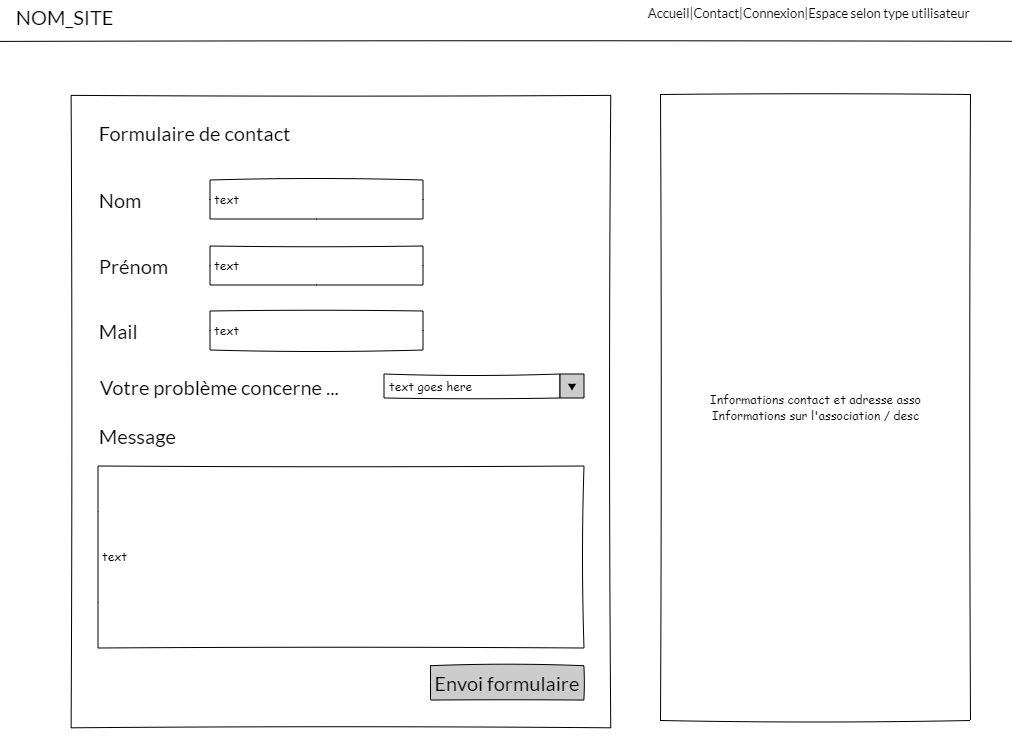 NOM_SITE
Accueil|Contact|Connexion|Espace selon type utilisateur
Formulaire de contact
Nom
text
Prénom
text
Mail
text
Votre problème concerne ...
text goes here
Message
text
Envoi formulaire
Informations contact et adresse asso
Informations sur l'association / desc